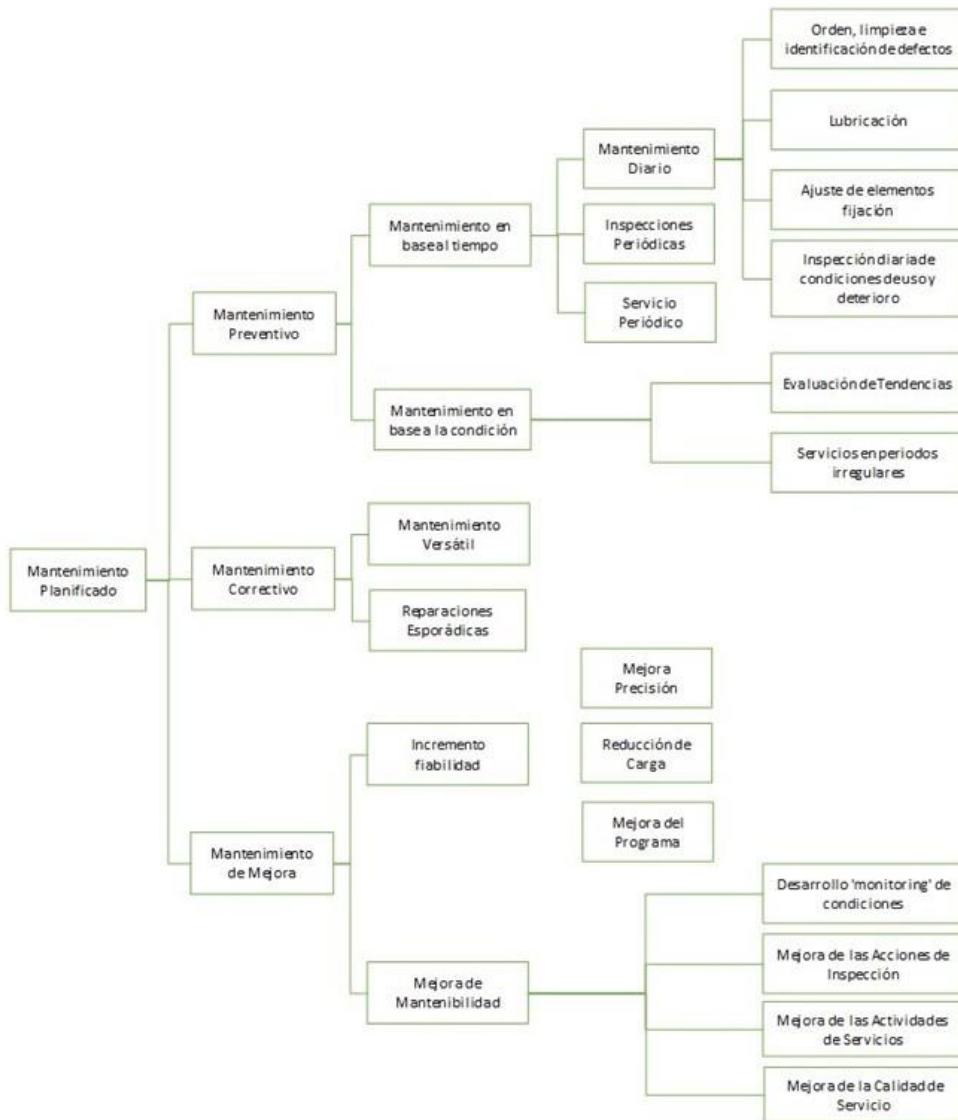 Orden, limpieza e
identificación de defectos
Lubricación
Mantenimiento
Diario
Ajuste de elementos
fijación
Mantenimiento en
base al tiempo
Inspecciones
Periódicas
Inspección diaria de
condiciones de uso y
deterioro
Servicio
Periódico
Mantenimiento
Preventivo
Evaluación de Tendencias
Mantenimiento en
base a la condición
Servicios en periodos
irregulares
Mantenimiento
Versátil
Mantenimiento
Planificado
Mantenimiento
Correctivo
Reparaciones
Esporádicas
Mejora
Precisión
Incremento
fiabilidad
Reducción de
Carga
Mejora del
Programa
Mantenimiento
de Mejora
Desarrollo 'monitoring' de
condiciones
Mejora de las Acciones de
Inspección
Mejora de
Mantenibilidad
Mejora de las Actividades
de Servicios
Mejora de la Calidad de
Servicio